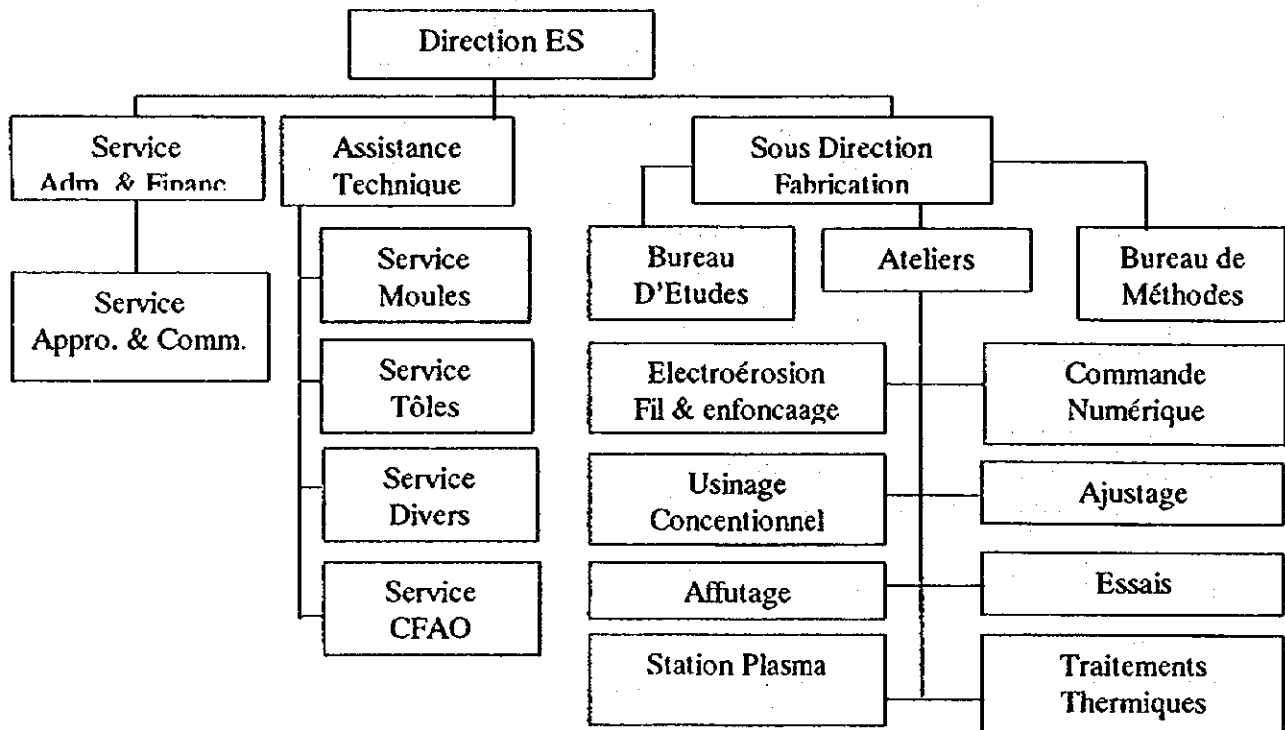 Direction ES
Service
Adm. & Financ
Assistance
Technique
Sous Direction
Fabrication
Service
Appro. & Comm.
Service
Moules
Service
Tôles
Service
Divers
Service
CFAO
Bureau
D'Etudes
Ateliers
Bureau de
Méthodes
Electroérosion
Fil & enfoncaage
Commande
Numérique
Usinage
Concentionnel
Ajustage
Affutage
Essais
Station Plasma
Traitements
Thermiques